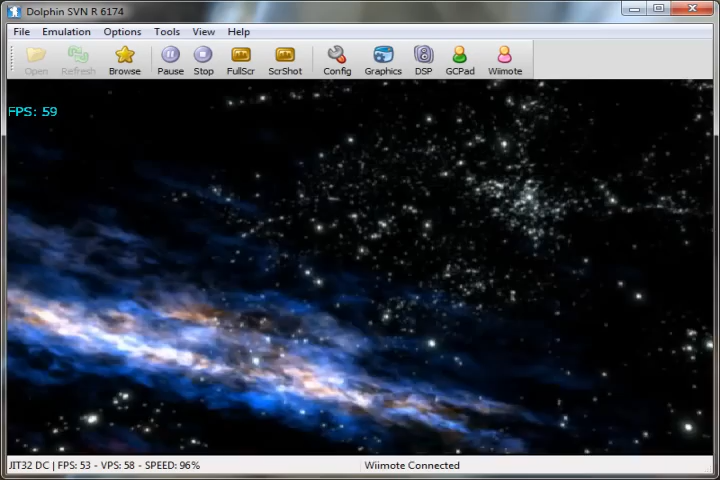 Dolphin SVN R 6174
File Emulation Options Tools View Help
Open Refresh Browse Pause Stop FullScr ScrShot Config Graphics DSP GCPad Wiimote
FPS: 59
JIT32 DC | FPS: 53 - VPS: 58 - SPEED: 96% Wiimote Connected